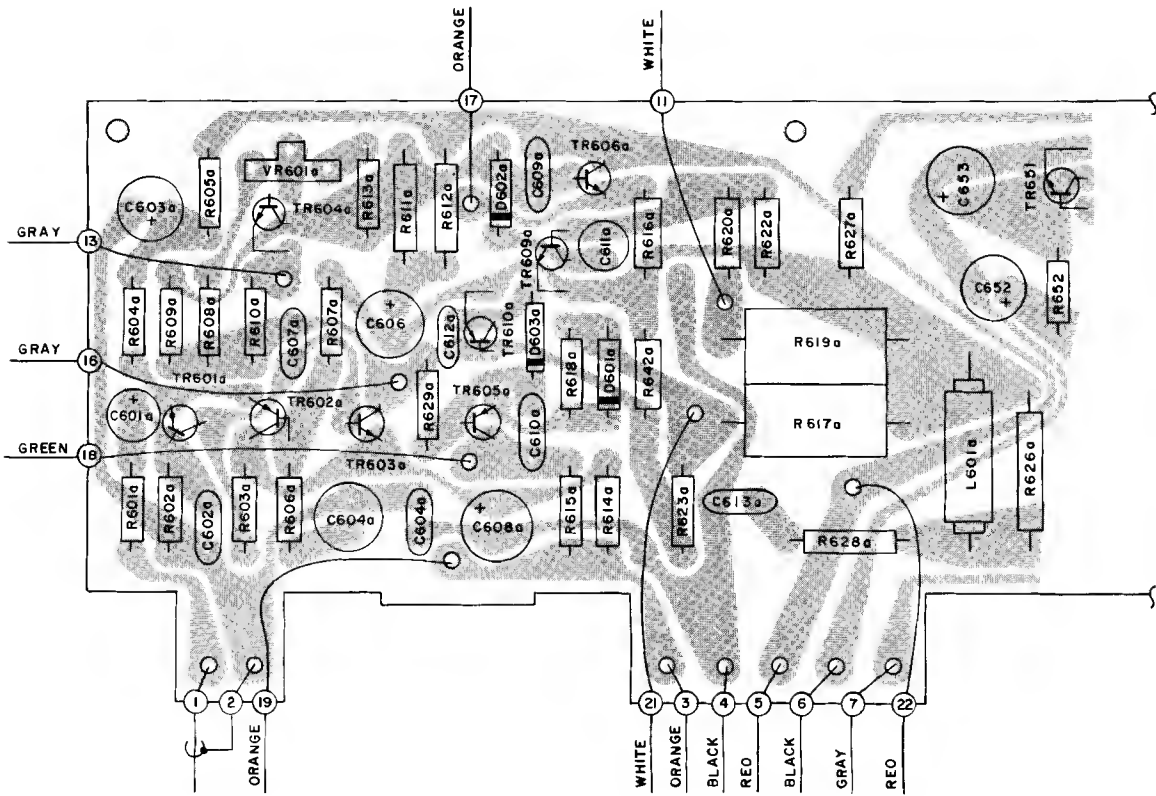 ORANGE
WHITE
17
11
TR606a
C609a
VR601a
R605a
R613a
R611a
R612a
D602a
C603a
+
TR604a
C653
+
TR651
GRAY
13
TR609a
C611a
R616a
R620a
R622a
R627a
R604a
R609a
R608a
R610a
C607a
R607a
+
C606
C612a
TR610a
D603a
C652
+
R652
R619a
GRAY
16
TR601a
TR602a
R629a
TR605a
R618a
D601a
R642a
+
C601a
C610a
R617a
L601a
R626a
GREEN
18
TR603a
R601a
R602a
C602a
R603a
R606a
C604a
C604a
+
C608a
R615a
R614a
R623a
C613a
R628a
1
2
19
21
3
4
5
6
7
22
ORANGE
WHITE
ORANGE
BLACK
RED
BLACK
GRAY
RED